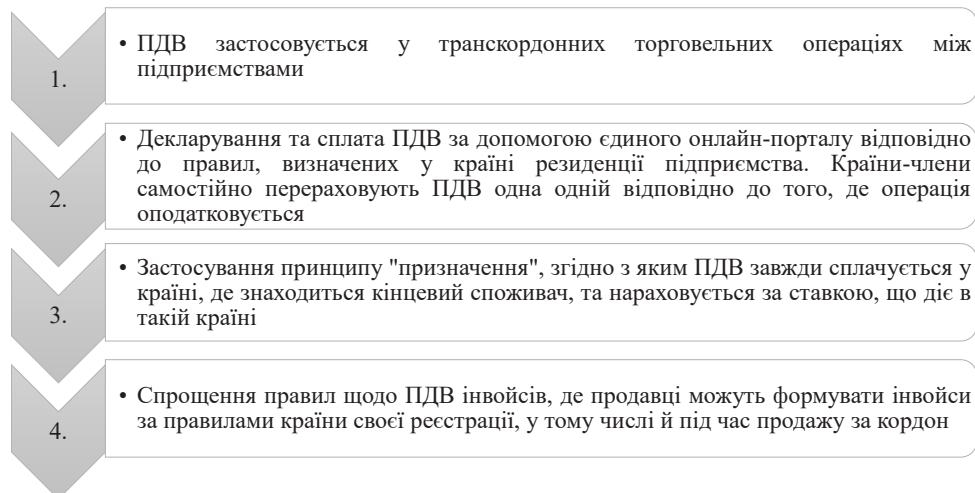 1.
• ПДВ застосовується у транскордонних торговельних операціях між
підприємствами
2.
• Декларування та сплата ПДВ за допомогою єдиного онлайн-порталу відповідно
до правил, визначених у країні резиденції підприємства. Країни-члени
самостійно перераховують ПДВ одна одній відповідно до того, де операція
оподатковується
3.
• Застосування принципу "призначення", згідно з яким ПДВ завжди сплачується у
країні, де знаходиться кінцевий споживач, та нараховується за ставкою, що діє в
такій країні
4.
• Спрощення правил щодо ПДВ інвойсів, де продавці можуть формувати інвойси
за правилами країни своєї реєстрації, у тому числі й під час продажу за кордон